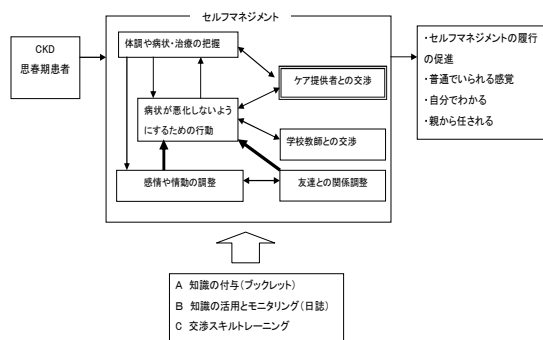 セルフマネジメント
CKD
思春期患者
体調や病状・治療の把握
ケア提供者との交渉
病状が悪化しないよう
にするための行動
学校教師との交渉
感情や情動の調整
友達との関係調整
・セルフマネジメントの履行
の促進
・普通でいられる感覚
・自分でわかる
・親から任される
A 知識の付与(ブックレット)
B 知識の活用とモニタリング(日誌)
C 交渉スキルトレーニング